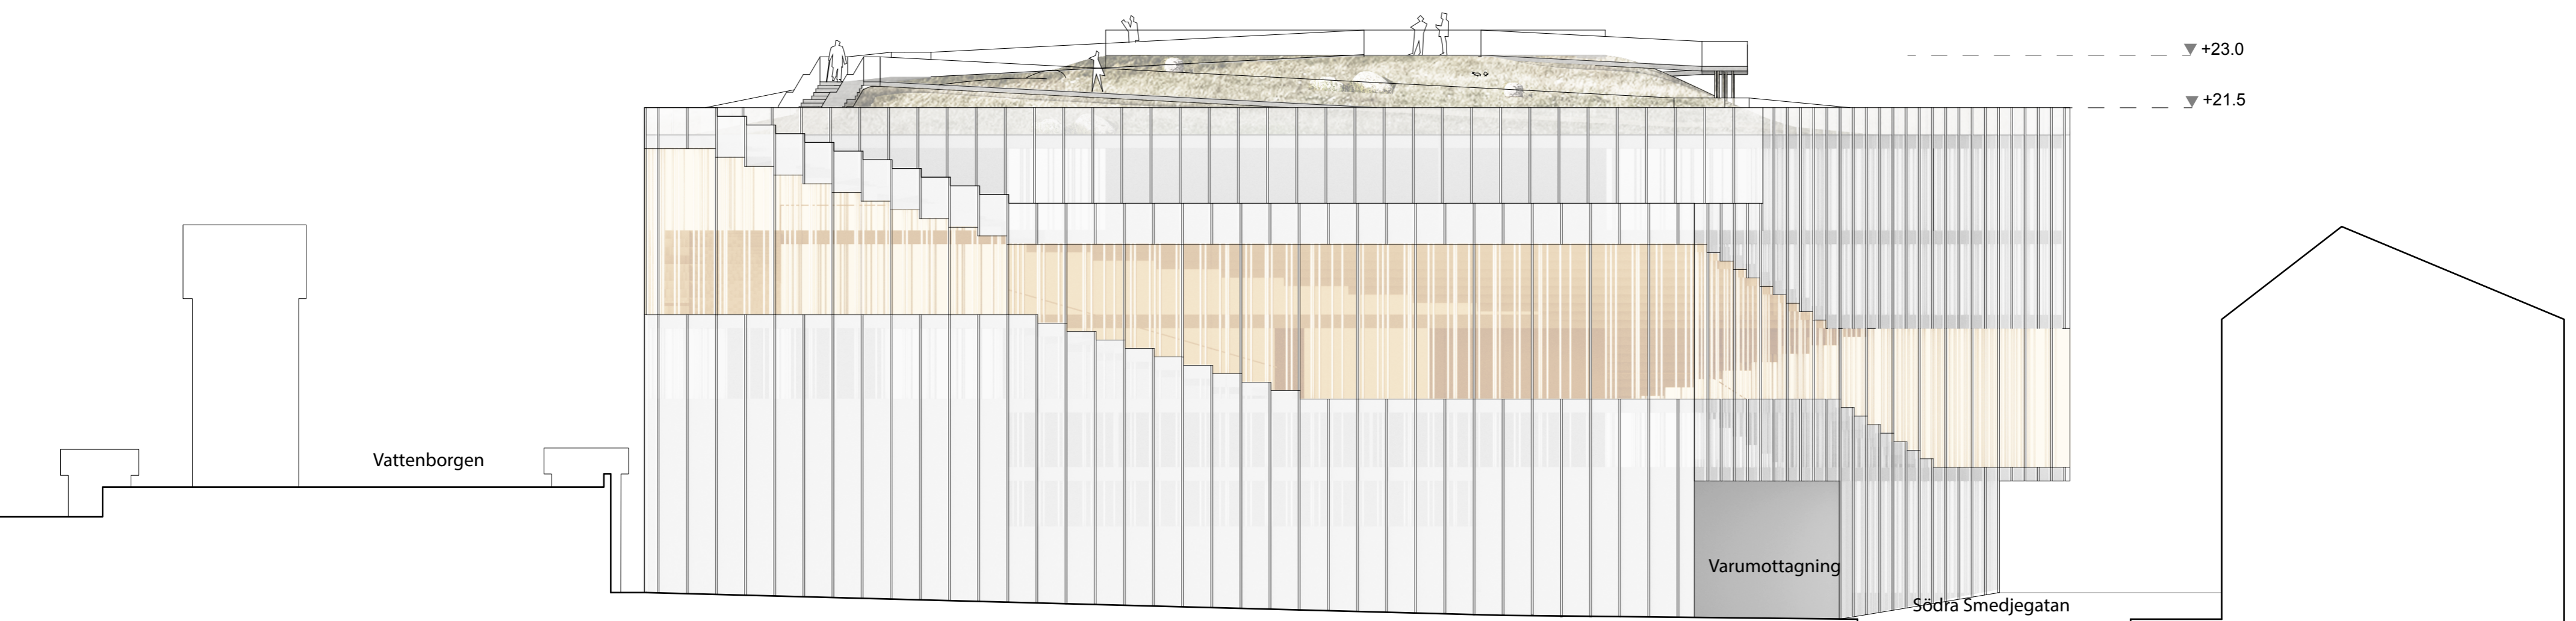 +23.0
+21.5
Vattenborgen
Varumottagning
Södra Smedjegatan